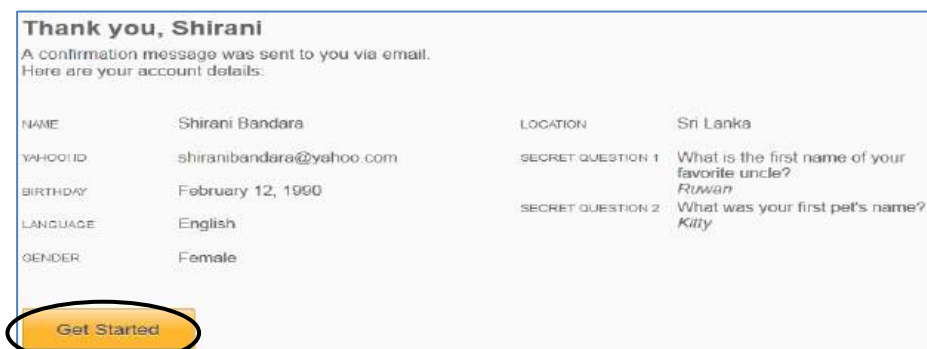 Thank you, Shirani
A confirmation message was sent to you via email.
Here are your account details:
NAME Shirani Bandara
YAHOO! ID shiranibandara@yahoo.com
BIRTHDAY February 12, 1990
LANGUAGE English
GENDER Female
LOCATION Sri Lanka
SECRET QUESTION 1 What is the first name of your
favorite uncle?
Ruwan
SECRET QUESTION 2 What was your first pet's name?
Kitty
Get Started